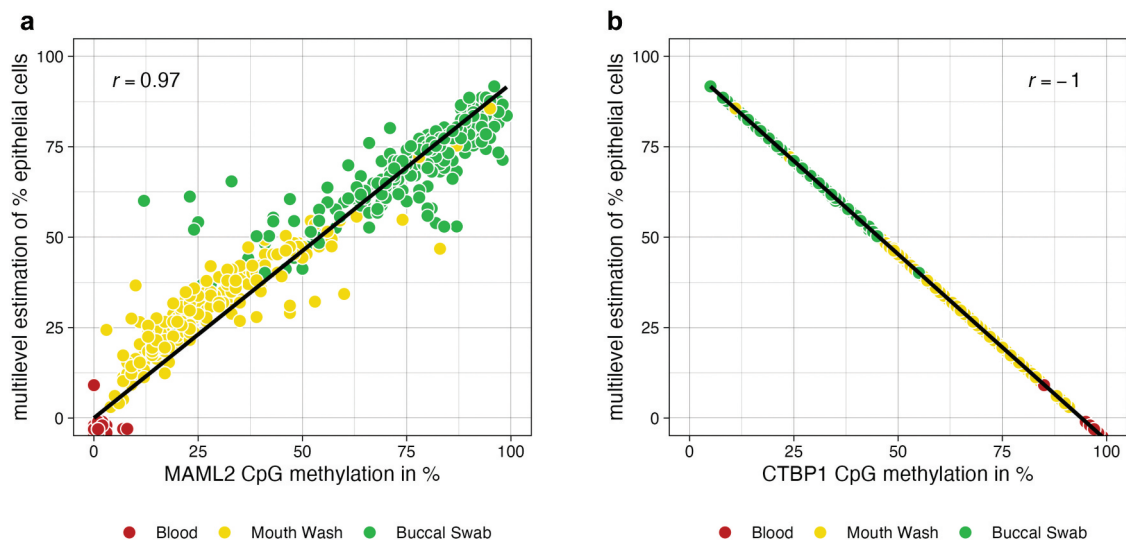 a
r = 0.97
multilevel estimation of % epithelial cells
100
75
50
25
0
0 25 50 75 100
MAML2 CpG methylation in %
Blood Mouth Wash Buccal Swab
b
r = −1
multilevel estimation of % epithelial cells
100
75
50
25
0
0 25 50 75 100
CTBP1 CpG methylation in %
Blood Mouth Wash Buccal Swab